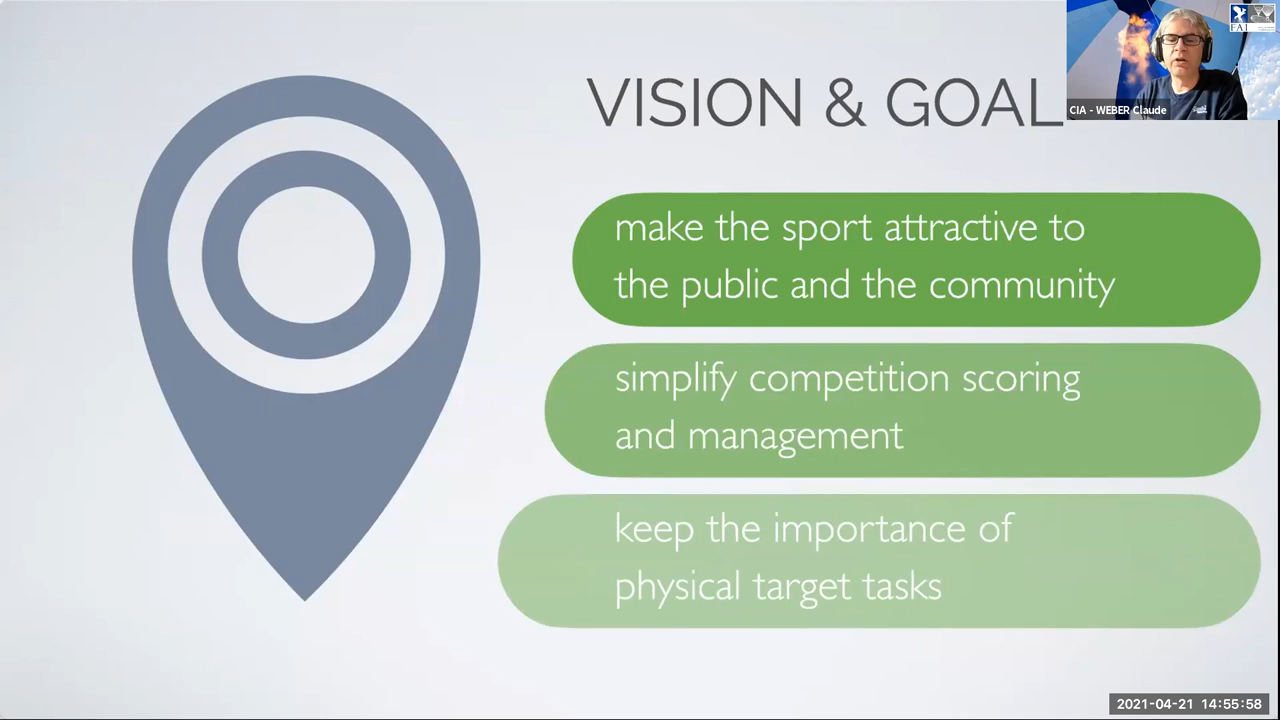 VISION & GOAL
FAI
CIA - WEBER Claude
make the sport attractive to
the public and the community
simplify competition scoring
and management
keep the importance of
physical target tasks
2021-04-21 14:55:58